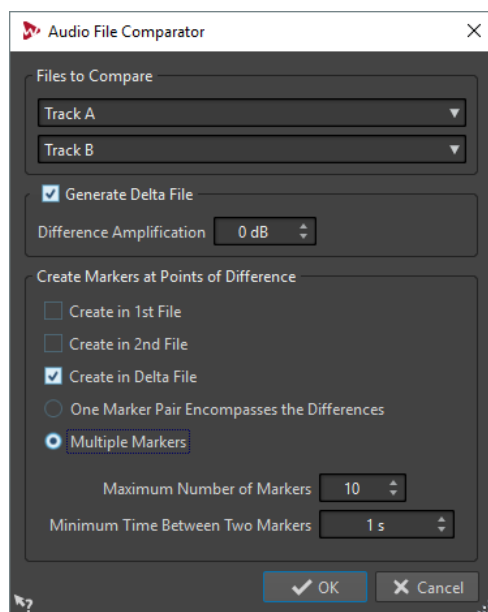 Audio File Comparator
Files to Compare
Track A
Track B
Generate Delta File
Difference Amplification 0 dB
Create Markers at Points of Difference
Create in 1st File
Create in 2nd File
Create in Delta File
One Marker Pair Encompasses the Differences
Multiple Markers
Maximum Number of Markers 10
Minimum Time Between Two Markers 1 s
OK Cancel
?